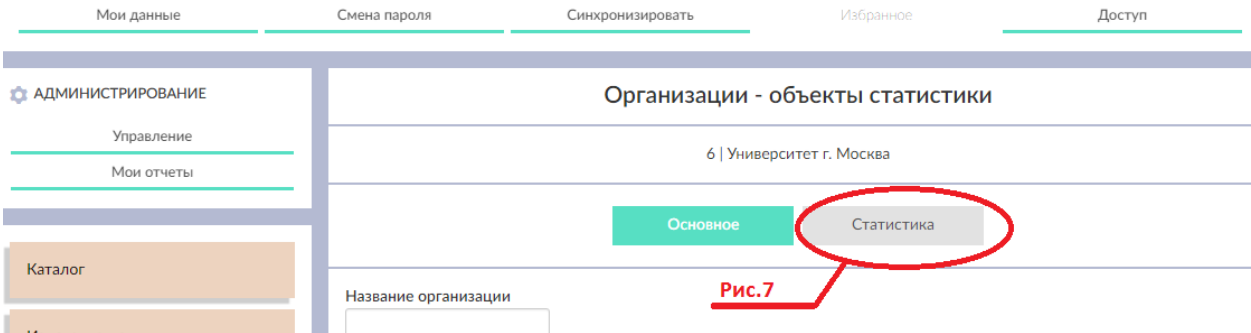 Мои данные
Смена пароля
Синхронизировать
Избранное
Доступ
АДМИНИСТРИРОВАНИЕ
Управление
Мои отчеты
Каталог
Организации - объекты статистики
6 | Университет г. Москва
Основное
Статистика
Рис.7
Название организации